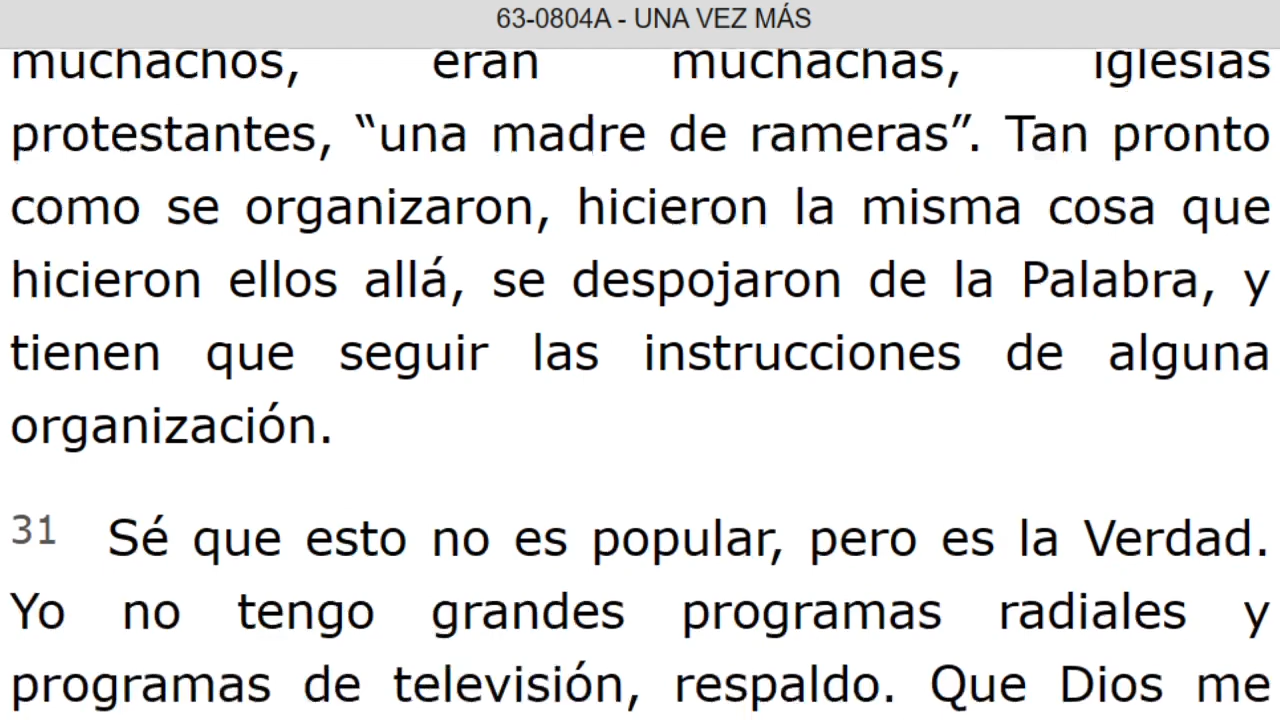 63-0804A - UNA VEZ MÁS
muchachos, eran muchachas, iglesias
protestantes, “una madre de rameras”. Tan pronto
como se organizaron, hicieron la misma cosa que
hicieron ellos allá, se despojaron de la Palabra, y
tienen que seguir las instrucciones de alguna
organización.
31 Sé que esto no es popular, pero es la Verdad.
Yo no tengo grandes programas radiales y
programas de televisión, respaldo. Que Dios me